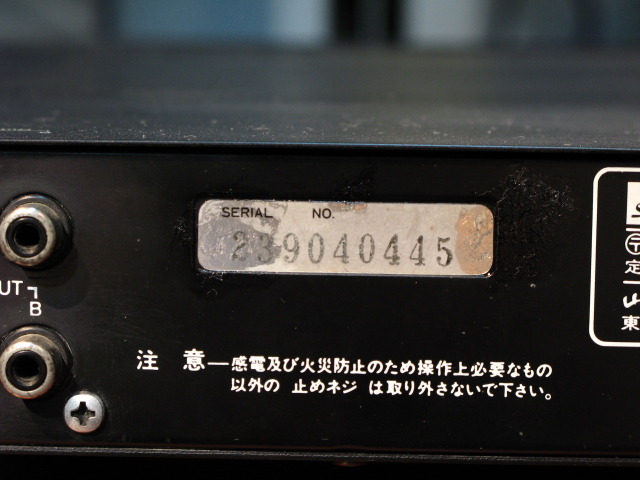 SERIAL NO.
239040445
UT
B
注 意—感電及び火災防止のため操作上必要なもの
以外の 止めネジ は取り外さないで下さい。
〒
定
東